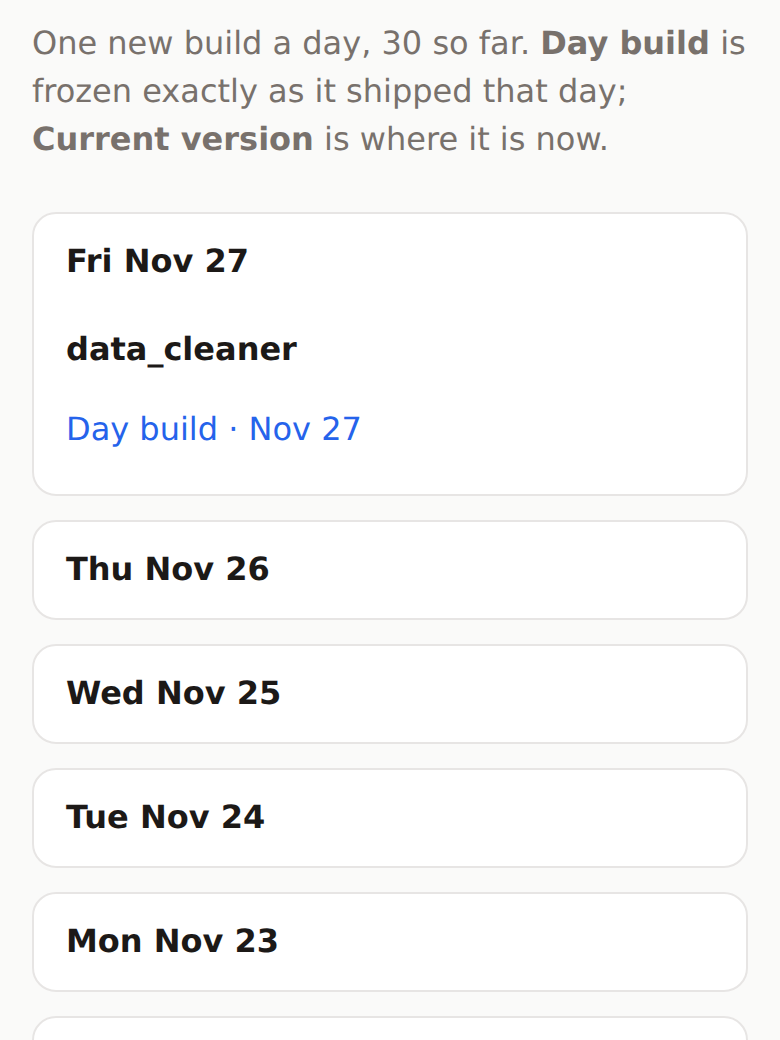 One new build a day, 30 so far. Day build is
frozen exactly as it shipped that day;
Current version is where it is now.
Fri Nov 27
data_cleaner
Day build · Nov 27
Thu Nov 26
Wed Nov 25
Tue Nov 24
Mon Nov 23